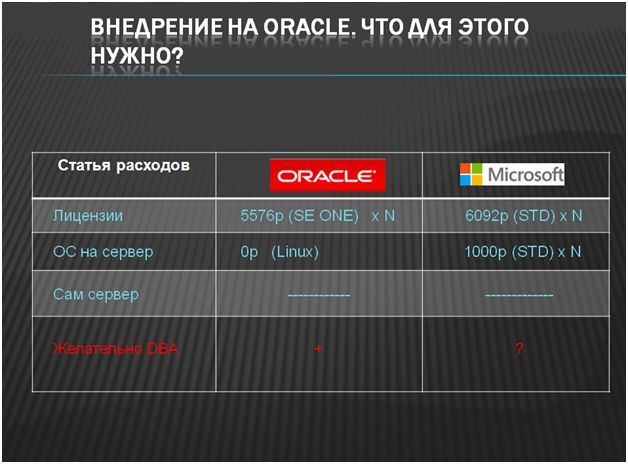 ВНЕДРЕНИЕ НА ORACLE. ЧТО ДЛЯ ЭТОГО
НУЖНО?
Статья расходов ORACLE Microsoft
Лицензии 5576р (SE ONE) x N 6092р (STD) x N
ОС на сервер 0р (Linux) 1000р (STD) x N
Сам сервер ------------ -------------
Желательно DBA + ?